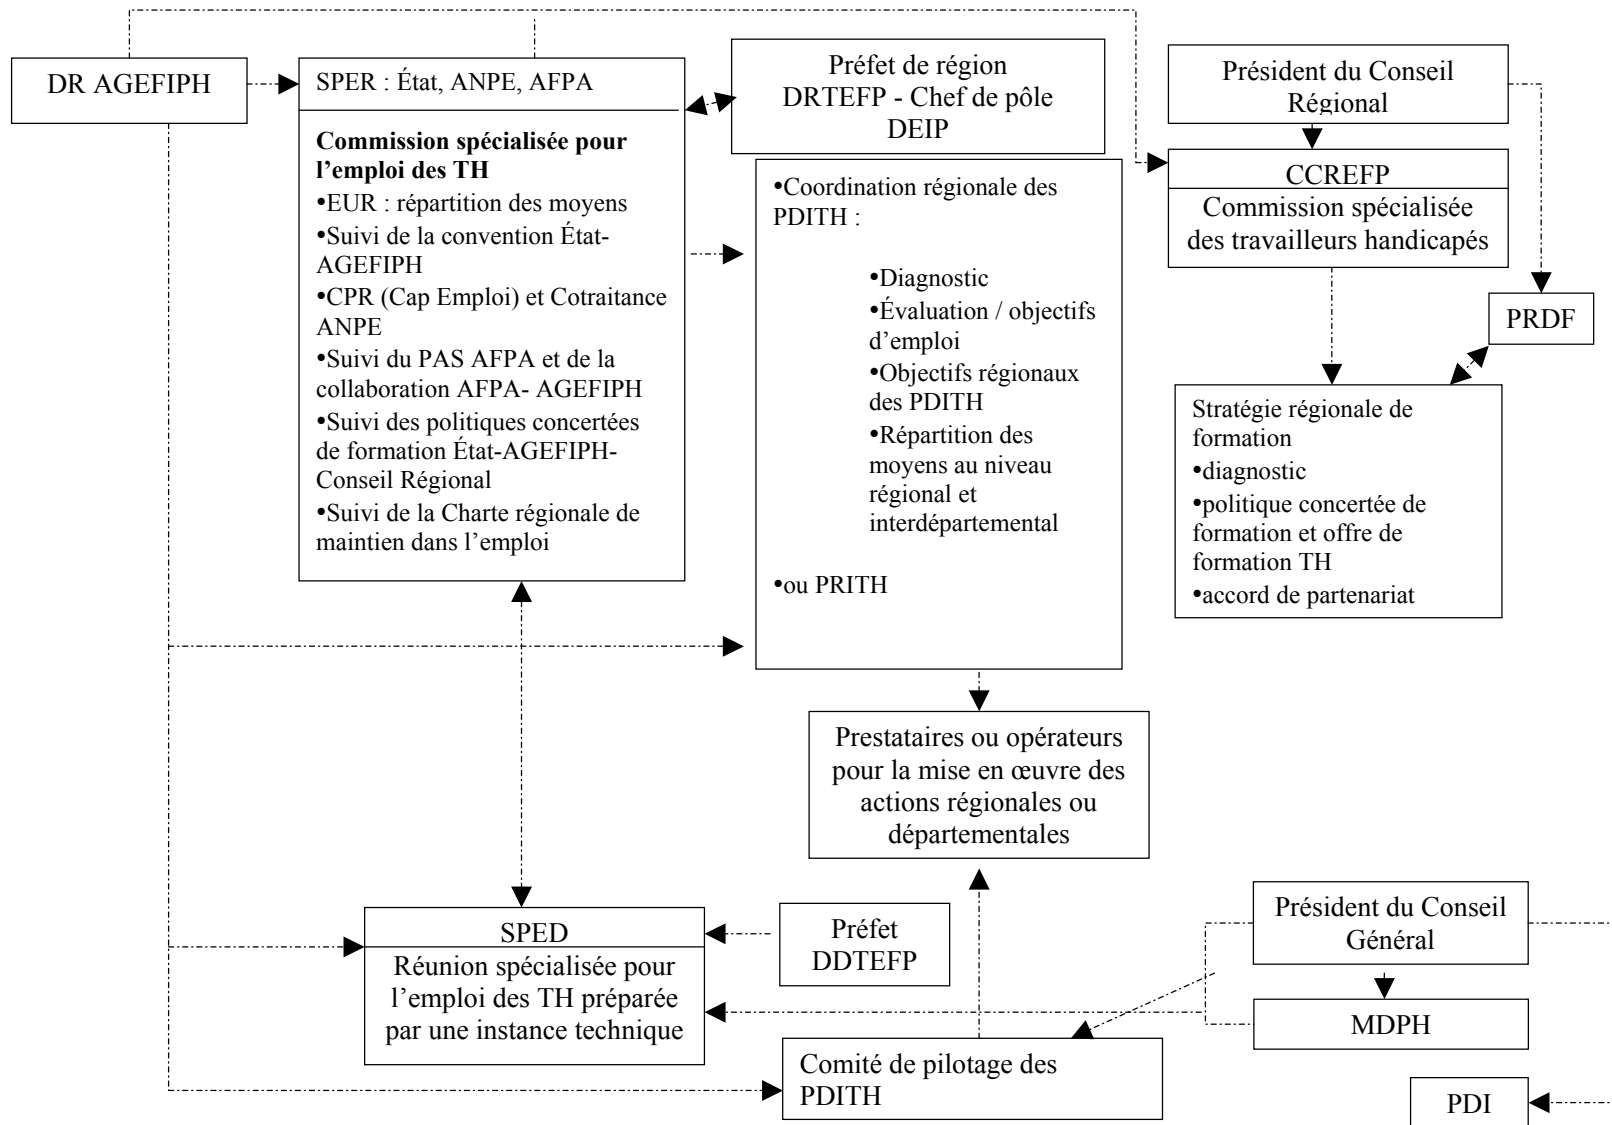 DR AGEFIPH
SPER : État, ANPE, AFPA
Commission spécialisée pour
l’emploi des TH
•EUR : répartition des moyens
•Suivi de la convention État-
AGEFIPH
•CPR (Cap Emploi) et Cotraitance
ANPE
•Suivi du PAS AFPA et de la
collaboration AFPA- AGEFIPH
•Suivi des politiques concertées
de formation État-AGEFIPH-
Conseil Régional
•Suivi de la Charte régionale de
maintien dans l’emploi
Préfet de région
DRTEFP - Chef de pôle
DEIP
•Coordination régionale des
PDITH :
•Diagnostic
•Évaluation / objectifs
d’emploi
•Objectifs régionaux
des PDITH
•Répartition des
moyens au niveau
régional et
interdépartemental
•ou PRITH
Président du Conseil
Régional
CCREFP
Commission spécialisée
des travailleurs handicapés
PRDF
Stratégie régionale de
formation
•diagnostic
•politique concertée de
formation et offre de
formation TH
•accord de partenariat
Prestataires ou opérateurs
pour la mise en œuvre des
actions régionales ou
départementales
SPED
Réunion spécialisée pour
l’emploi des TH préparée
par une instance technique
Préfet
DDTEFP
Président du Conseil
Général
MDPH
Comité de pilotage des
PDITH
PDI